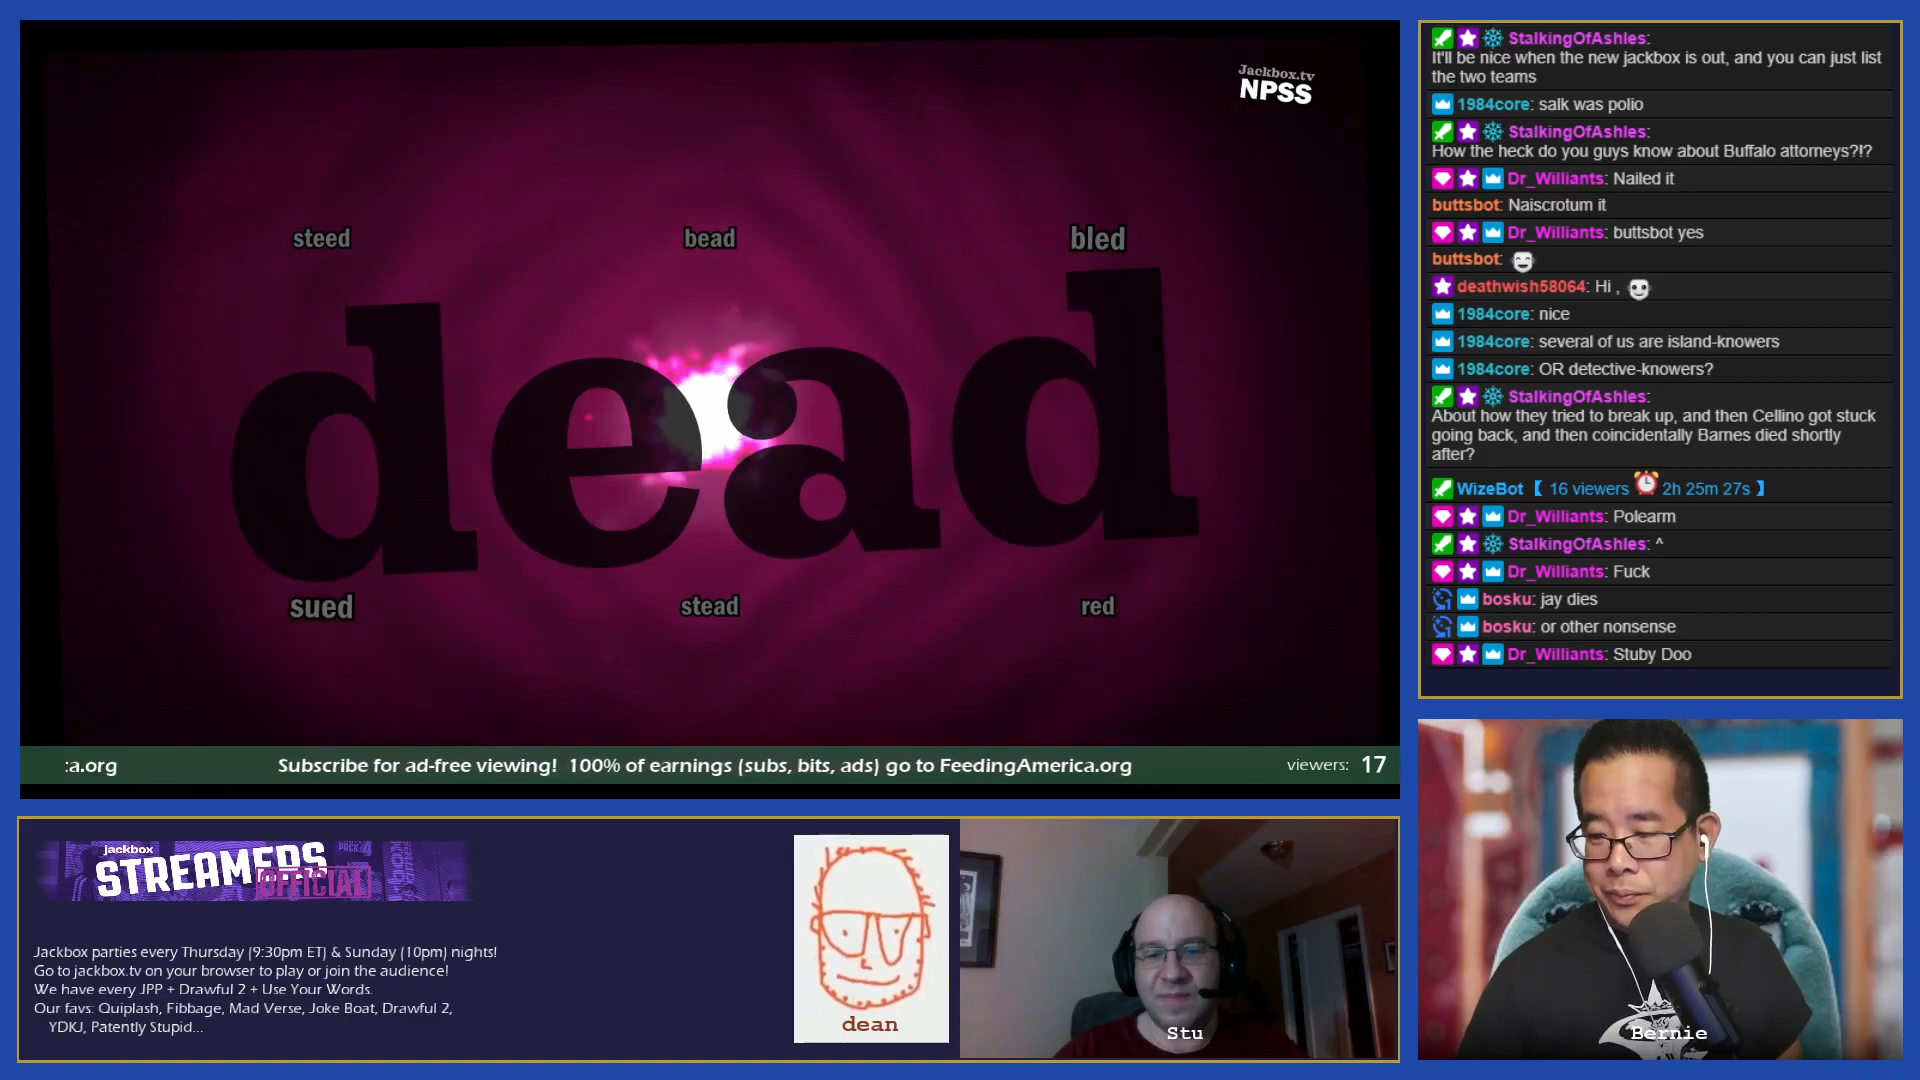 Jackbox.tv
NPSS
steed
bead
bled
dead
sued
stead
red
:a.org
Subscribe for ad-free viewing!  100% of earnings (subs, bits, ads) go to FeedingAmerica.org
viewers: 17
StalkingOfAshles:
It'll be nice when the new jackbox is out, and you can just list
the two teams
1984core: salk was polio
StalkingOfAshles:
How the heck do you guys know about Buffalo attorneys?!?
Dr_Williants: Nailed it
buttsbot: Naiscrotum it
Dr_Williants: buttsbot yes
buttsbot:
deathwish58064: Hi ,
1984core: nice
1984core: several of us are island-knowers
1984core: OR detective-knowers?
StalkingOfAshles:
About how they tried to break up, and then Cellino got stuck
going back, and then coincidentally Barnes died shortly
after?
WizeBot 【 16 viewers 2h 25m 27s 】
Dr_Williants: Polearm
StalkingOfAshles: ^
Dr_Williants: Fuck
bosku: jay dies
bosku: or other nonsense
Dr_Williants: Stuby Doo
jackbox
STREAMERS
OFFICIAL
Jackbox parties every Thursday (9:30pm ET) & Sunday (10pm) nights!
Go to jackbox.tv on your browser to play or join the audience!
We have every JPP + Drawful 2 + Use Your Words.
Our favs: Quiplash, Fibbage, Mad Verse, Joke Boat, Drawful 2,
YDKJ, Patently Stupid...
dean
Stu
Bernie